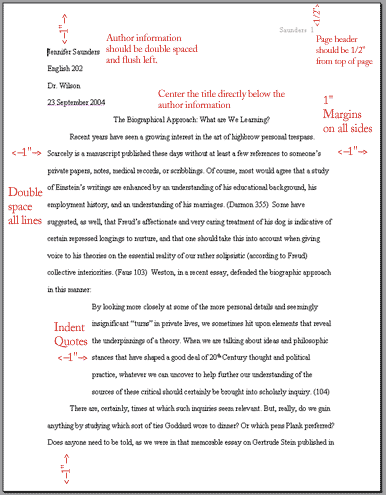 Saunders 1
1/2"
1"
Page header
should be 1/2"
from top of page
Author information
should be double spaced
and flush left.
Jennifer Saunders
English 202
Dr. Wilson
23 September 2004
Center the title directly below the
author information
1"
Margins
on all sides
The Biographical Approach: What are We Learning?
Recent years have seen a growing interest in the art of highbrow personal trespass.
Scarcely is a manuscript published these days without at least a few references to someone's
private papers, notes, medical records, or scribblings. Of course, most would agree that a study
of Einstein's writings are enhanced by an understanding of his educational background, his
employment history, and an understanding of his marriages. (Damon 355) Some have
suggested, as well, that Freud's affectionate and very caring treatment of his dog is indicative of
certain repressed longings to nurture, and that one should take this into account when giving
voice to his theories on the essential reality of our rather solipsistic (according to Freud)
collective interiorities. (Faus 103) Weston, in a recent essay, defended the biographic approach
in this manner:
1"
1"
Double
space
all lines
By looking more closely at some of the more personal details and seemingly
insignificant "turns" in private lives, we sometimes hit upon elements that reveal
the underpinnings of a theory. When we are talking about ideas and philosophic
stances that have shaped a good deal of 20th Century thought and political
practice, whatever we can uncover to help further our understanding of the
sources of these critical should certainly be brought into scholarly inquiry. (104)
Indent
Quotes
1"
There are, certainly, times at which such inquiries seem relevant. But, really, do we gain
anything by studying which sort of ties Goddard wore to dinner? Or which pens Plank preferred?
Does anyone need to be told, as we were in that memorable essay on Gertrude Stein published in
1"